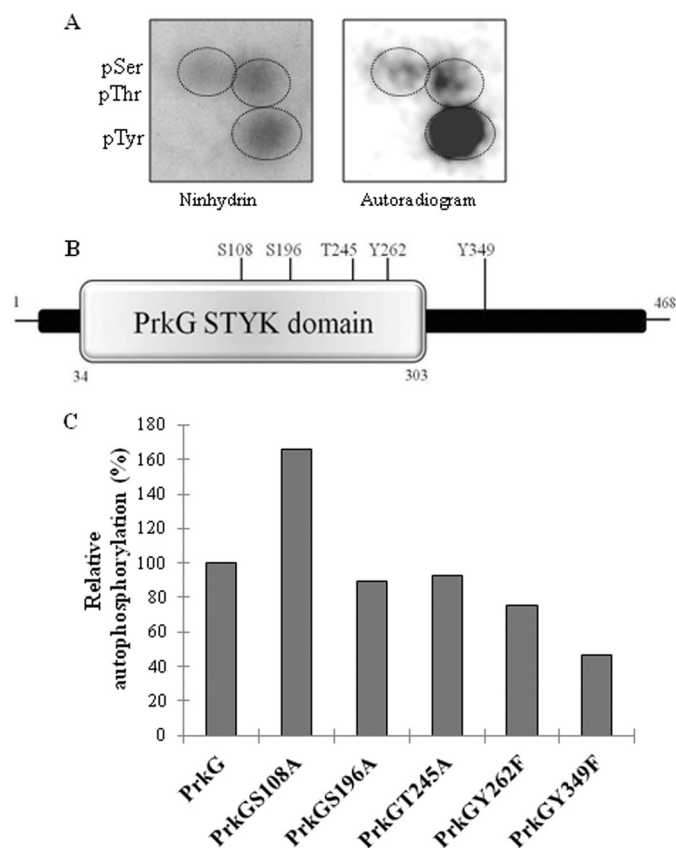 A
pSer
pThr
pTyr
Ninhydrin
Autoradiogram
B
S108 S196 T245 Y262 Y349
1
468
PrkG STYK domain
34
303
C
Relative
autophosphorylation (%)
180
160
140
120
100
80
60
40
20
0
PrkG
PrkGS108A
PrkGS196A
PrkGT245A
PrkGY262F
PrkGY349F